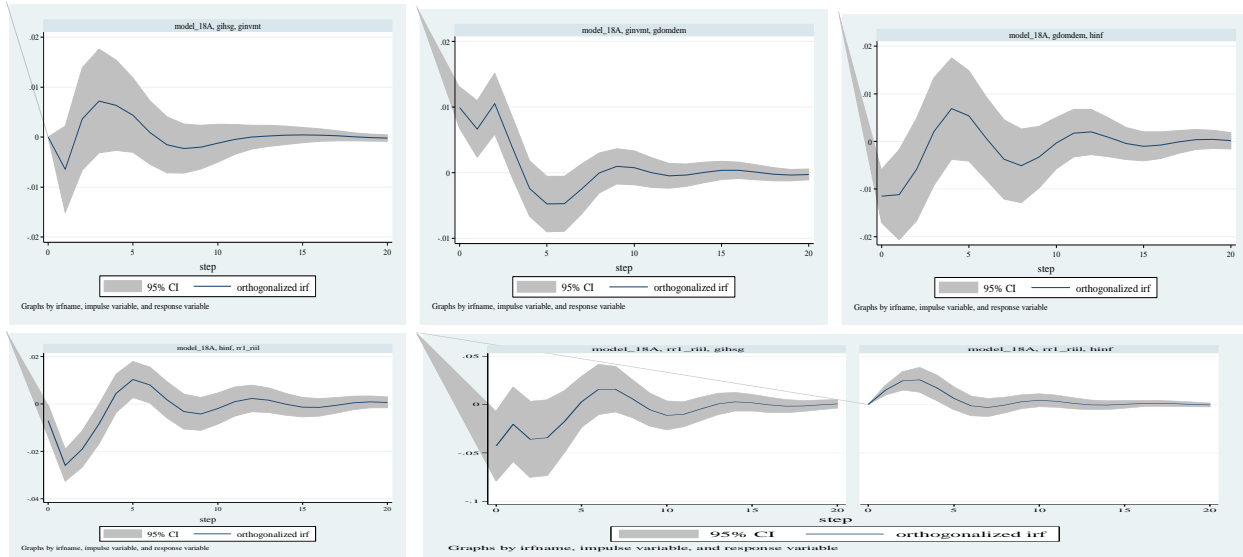 model_18A, gihsg, ginvmt
.02
.01
0
-.01
-.02
0 5 10 15 20
step
95% CI orthogonalized irf
Graphs by irfname, impulse variable, and response variable
model_18A, ginvmt, gdomdem
.02
.01
0
-.01
0 5 10 15 20
step
95% CI orthogonalized irf
Graphs by irfname, impulse variable, and response variable
model_18A, gdomdem, hinf
.02
.01
0
-.01
-.02
0 5 10 15 20
step
95% CI orthogonalized irf
Graphs by irfname, impulse variable, and response variable
model_18A, hinf, rr1_riil
.02
0
-.02
-.04
0 5 10 15 20
step
95% CI orthogonalized irf
Graphs by irfname, impulse variable, and response variable
model_18A, rr1_riil, gihsg
model_18A, rr1_riil, hinf
.05
0
-.05
-.1
0 5 10 15 20
0 5 10 15 20
step
95% CI orthogonalized irf
Graphs by irfname, impulse variable, and response variable